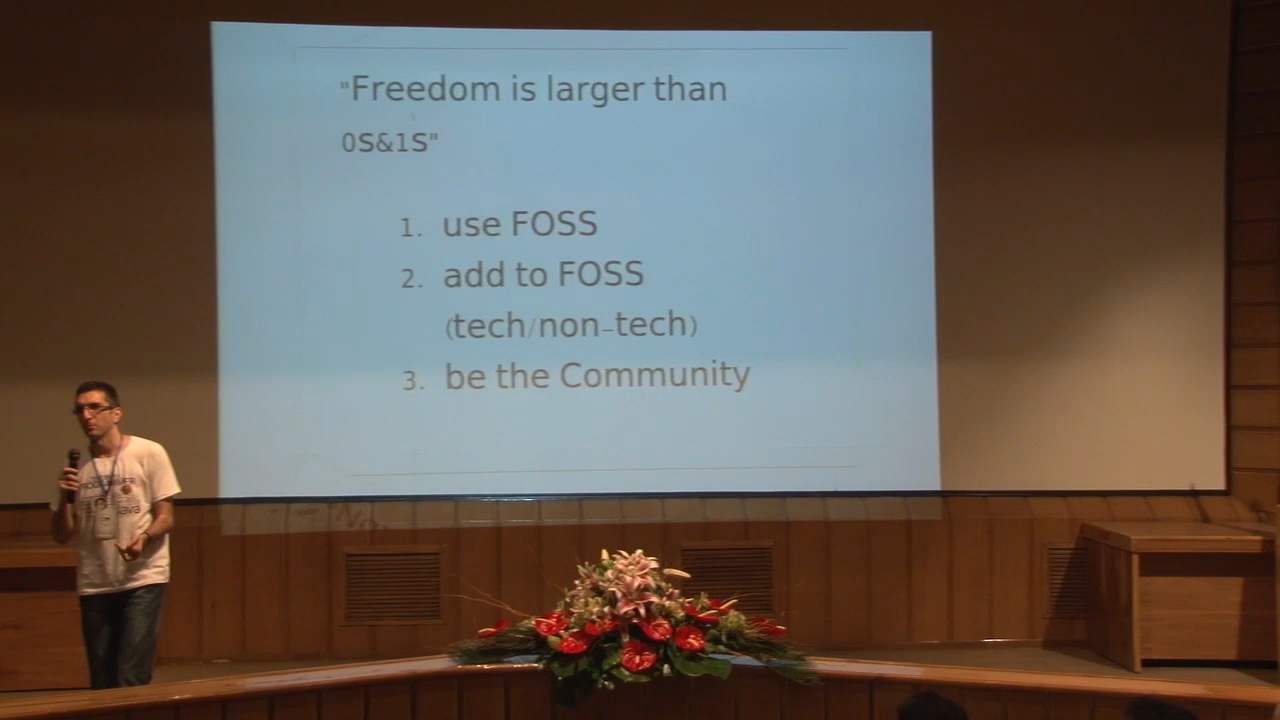 "Freedom is larger than
0S&1S"
1. use FOSS
2. add to FOSS
(tech/non-tech)
3. be the Community